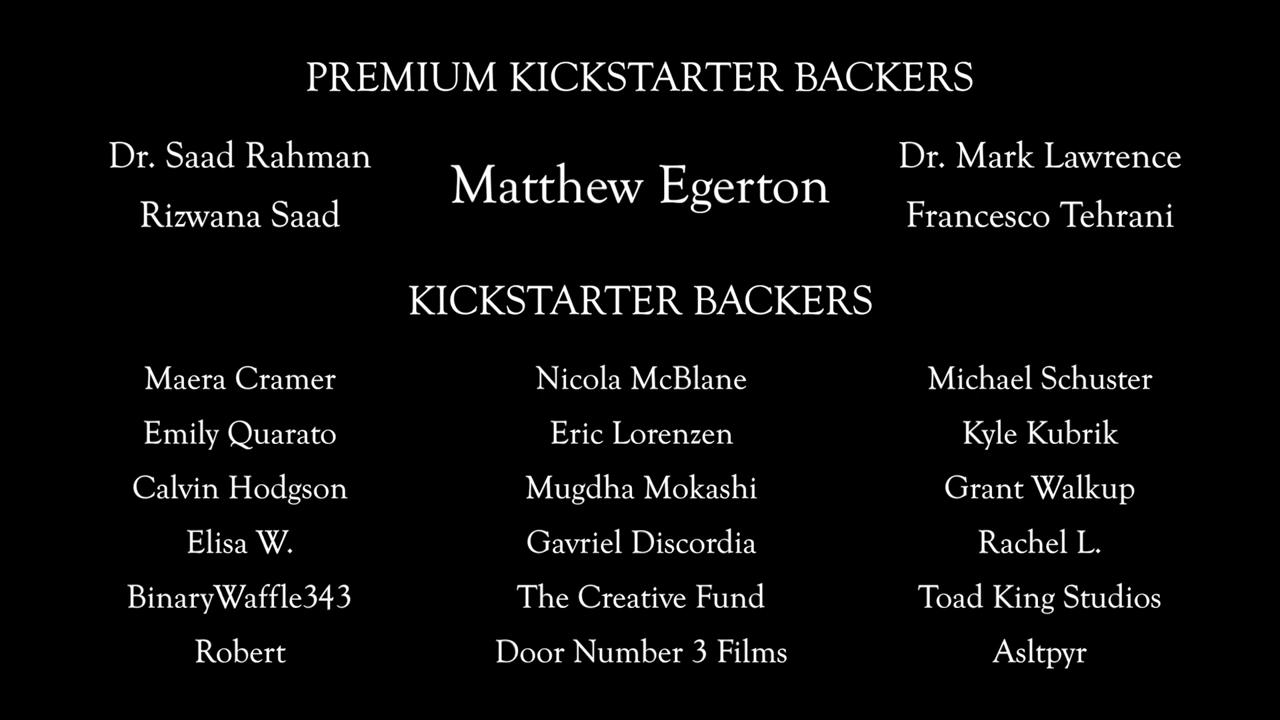 PREMIUM KICKSTARTER BACKERS
Dr. Saad Rahman
Rizwana Saad
Matthew Egerton
Dr. Mark Lawrence
Francesco Tehrani
KICKSTARTER BACKERS
Maera Cramer
Nicola McBlane
Michael Schuster
Emily Quarato
Eric Lorenzen
Kyle Kubrik
Calvin Hodgson
Mugdha Mokashi
Grant Walkup
Elisa W.
Gavriel Discordia
Rachel L.
BinaryWaffle343
The Creative Fund
Toad King Studios
Robert
Door Number 3 Films
Asltpyr